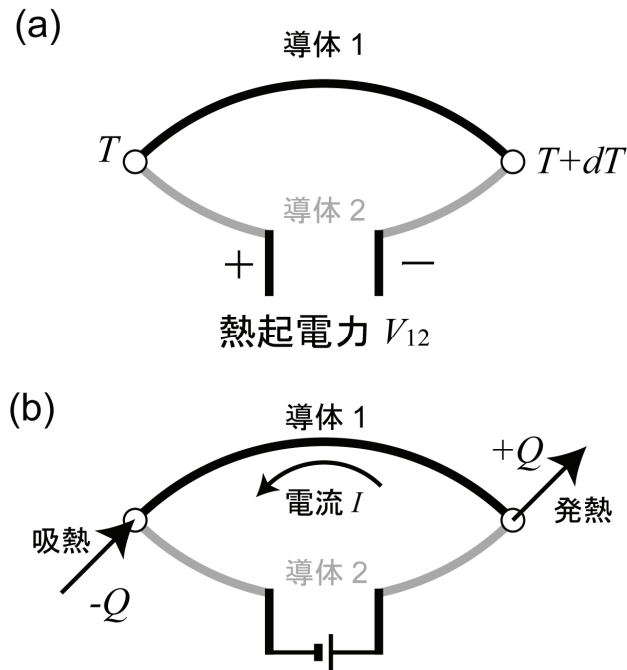 (a)
導体 1
T
T+dT
導体 2
+ −
熱起電力 V₁₂
(b)
導体 1
+Q
電流 I
発熱
吸熱
導体 2
-Q